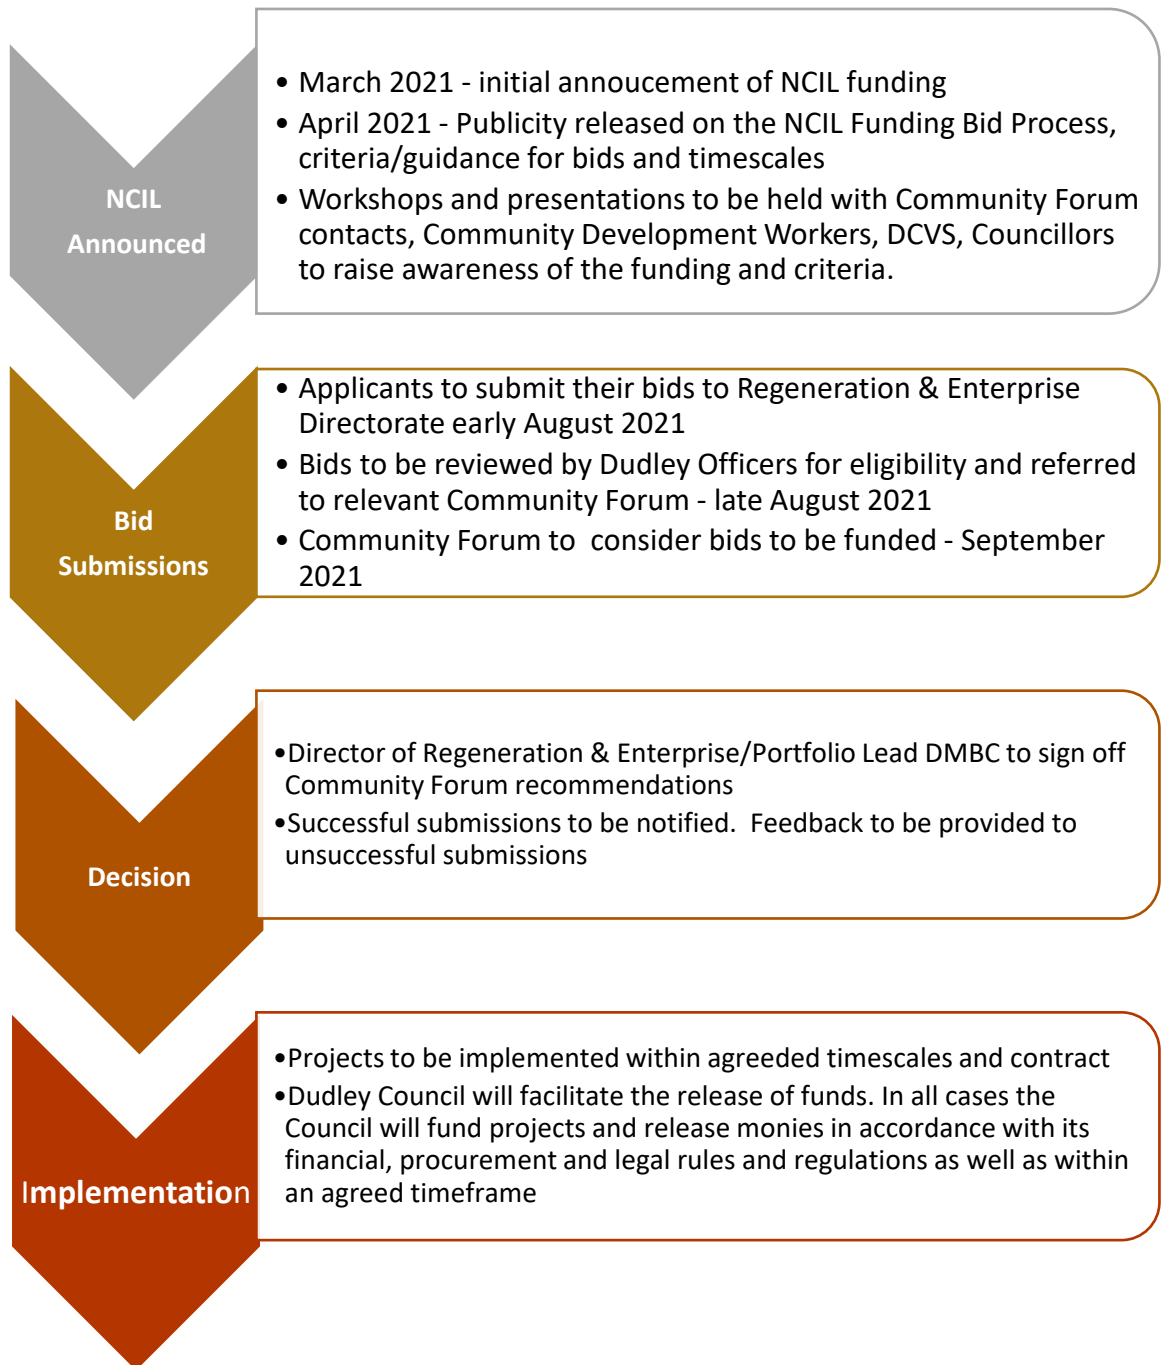 NCIL
Announced
• March 2021 - initial annoucement of NCIL funding
• April 2021 - Publicity released on the NCIL Funding Bid Process,
criteria/guidance for bids and timescales
• Workshops and presentations to be held with Community Forum
contacts, Community Development Workers, DCVS, Councillors
to raise awareness of the funding and criteria.
Bid
Submissions
• Applicants to submit their bids to Regeneration & Enterprise
Directorate early August 2021
• Bids to be reviewed by Dudley Officers for eligibility and referred
to relevant Community Forum - late August 2021
• Community Forum to  consider bids to be funded - September
2021
Decision
•Director of Regeneration & Enterprise/Portfolio Lead DMBC to sign off
Community Forum recommendations
•Successful submissions to be notified.  Feedback to be provided to
unsuccessful submissions
Implementation
•Projects to be implemented within agreeded timescales and contract
•Dudley Council will facilitate the release of funds. In all cases the
Council will fund projects and release monies in accordance with its
financial, procurement and legal rules and regulations as well as within
an agreed timeframe